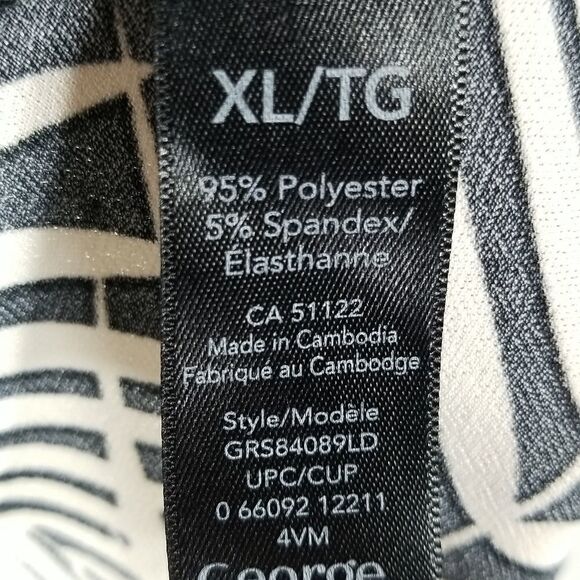 XL/TG
95% Polyester
5% Spandex/
Élasthanne
CA 51122
Made in Cambodia
Fabriqué au Cambodge
Style/Modèle
GRS84089LD
UPC/CUP
0 66092 12211
4VM
George